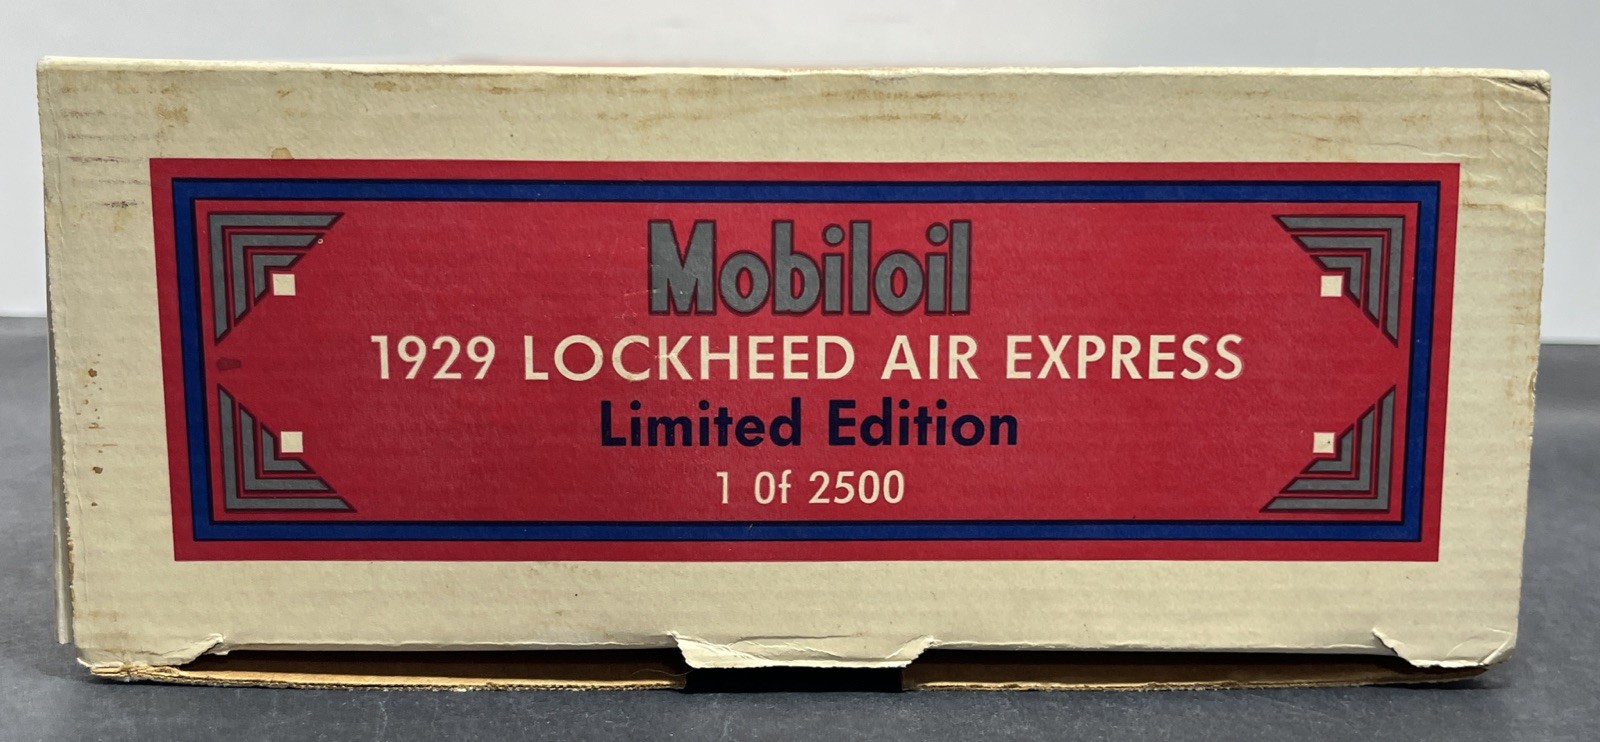 Mobiloil
1929 LOCKHEED AIR EXPRESS
Limited Edition
1 Of 2500